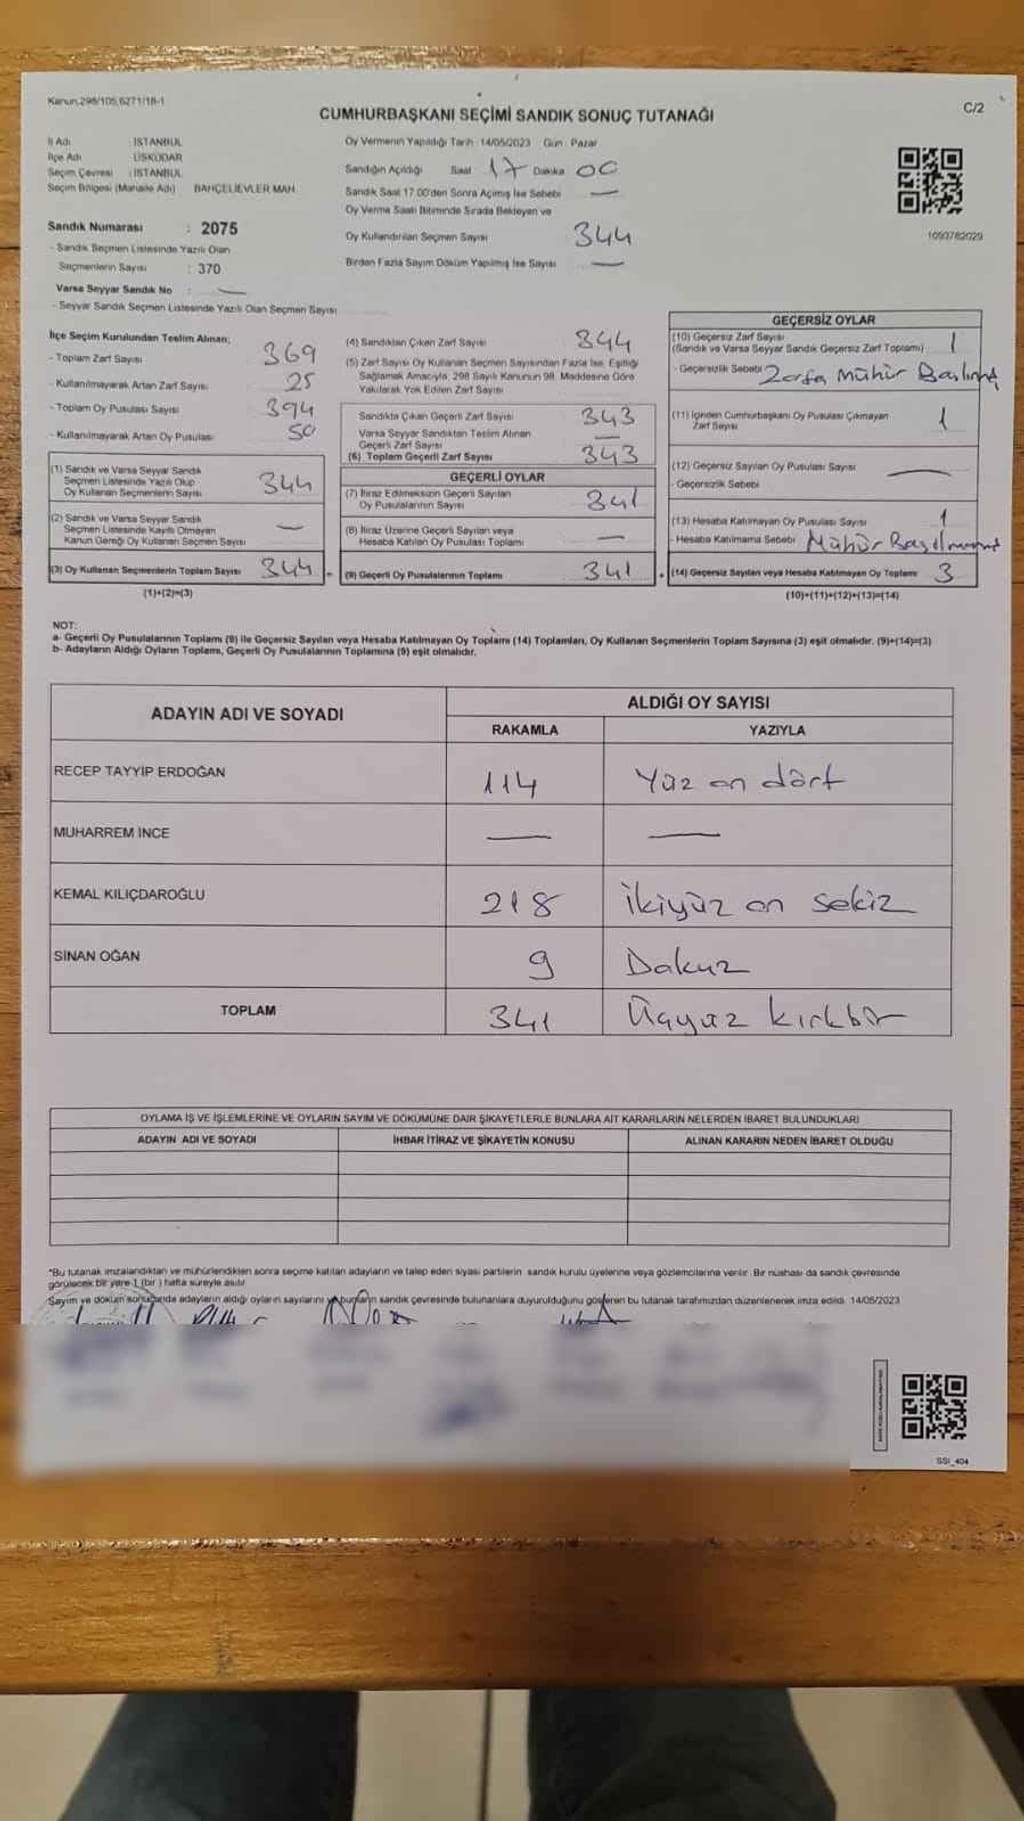 Kanun.298/105,6271/18-1
C/2
CUMHURBAŞKANI SEÇİMİ SANDIK SONUÇ TUTANAĞI
İl Adı : İSTANBUL
İlçe Adı : ÜSKÜDAR
Seçim Çevresi : İSTANBUL
Seçim Bölgesi (Mahalle Adı) BAHÇELİEVLER MAH.
Sandık Numarası : 2075
- Sandık Seçmen Listesinde Yazılı Olan
Seçmenlerin Sayısı : 370
Varsa Seyyar Sandık No : —
- Seyyar Sandık Seçmen Listesinde Yazılı Olan Seçmen Sayısı
Oy Vermenin Yapıldığı Tarih : 14/05/2023 Gün : Pazar
Sandığın Açıldığı Saat 17 Dakika 00
Sandık Saat 17.00'den Sonra Açılmış İse Sebebi —
Oy Verme Saati Bitiminde Sırada Bekleyen ve
Oy Kullandırılan Seçmen Sayısı 344
Birden Fazla Sayım Döküm Yapılmış İse Sayısı —
1090782029
İlçe Seçim Kurulundan Teslim Alınan;
- Toplam Zarf Sayısı 369
- Kullanılmayarak Artan Zarf Sayısı 25
- Toplam Oy Pusulası Sayısı 394
- Kullanılmayarak Artan Oy Pusulası 50
(1) Sandık ve Varsa Seyyar Sandık
Seçmen Listesinde Yazılı Olup
Oy Kullanan Seçmenlerin Sayısı 344
(2) Sandık ve Varsa Seyyar Sandık
Seçmen Listesinde Kayıtlı Olmayan
Kanun Gereği Oy Kullanan Seçmen Sayısı —
(3) Oy Kullanan Seçmenlerin Toplam Sayısı 344
(1)+(2)=(3)
(4) Sandıktan Çıkan Zarf Sayısı 344
(5) Zarf Sayısı Oy Kullanan Seçmen Sayısından Fazla İse, Eşitliği
Sağlamak Amacıyla, 298 Sayılı Kanunun 98. Maddesine Göre
Yakılarak Yok Edilen Zarf Sayısı
Sandıkta Çıkan Geçerli Zarf Sayısı 343
Varsa Seyyar Sandıktan Teslim Alınan
Geçerli Zarf Sayısı —
(6) Toplam Geçerli Zarf Sayısı 343
GEÇERLİ OYLAR
(7) İtiraz Edilmeksizin Geçerli Sayılan
Oy Pusulalarının Sayısı 341
(8) İtiraz Üzerine Geçerli Sayılan veya
Hesaba Katılan Oy Pusulası Toplamı —
(9) Geçerli Oy Pusulalarının Toplamı 341
GEÇERSİZ OYLAR
(10) Geçersiz Zarf Sayısı 1
(Sandık ve Varsa Seyyar Sandık Geçersiz Zarf Toplamı)
- Geçersizlik Sebebi Zarfa Mühür
(11) İçinden Cumhurbaşkanı Oy Pusulası Çıkmayan
Zarf Sayısı 1
(12) Geçersiz Sayılan Oy Pusulası Sayısı —
- Geçersizlik Sebebi
(13) Hesaba Katılmayan Oy Pusulası Sayısı 1
- Hesaba Katılmama Sebebi Mühür
(14) Geçersiz Sayılan veya Hesaba Katılmayan Oy Toplamı 3
(10)+(11)+(12)+(13)=(14)
NOT:
a- Geçerli Oy Pusulalarının Toplamı (9) ile Geçersiz Sayılan veya Hesaba Katılmayan Oy Toplamı (14) Toplamları, Oy Kullanan Seçmenlerin Toplam Sayısına (3) eşit olmalıdır. (9)+(14)=(3)
b- Adayların Aldığı Oyların Toplamı, Geçerli Oy Pusulalarının Toplamına (9) eşit olmalıdır.
ADAYIN ADI VE SOYADI
ALDIĞI OY SAYISI
RAKAMLA YAZIYLA
RECEP TAYYİP ERDOĞAN 114 Yüz on dört
MUHARREM İNCE — —
KEMAL KILIÇDAROĞLU 218 ikiyüz on sekiz
SİNAN OĞAN 9 Dokuz
TOPLAM 341 Üçyüz kırkbir
OYLAMA İŞ VE İŞLEMLERİNE VE OYLARIN SAYIM VE DÖKÜMÜNE DAİR ŞİKAYETLERLE BUNLARA AİT KARARLARIN NELERDEN İBARET BULUNDUKLARI
ADAYIN ADI VE SOYADI İHBAR İTİRAZ VE ŞİKAYETİN KONUSU ALINAN KARARIN NEDEN İBARET OLDUĞU
*Bu tutanak imzalandıktan ve mühürlendikten sonra seçime katılan adayların ve talep eden siyasi partilerin sandık kurulu üyelerine veya gözlemcilerine verilir. Bir nüshası da sandık çevresinde
görülecek bir yere 1 (bir) hafta süreyle asılır.
Sayım ve döküm sonucunda adayların aldığı oyların sayılarını ve bunların sandık çevresinde bulunanlara duyurulduğunu gösteren bu tutanak tarafımızdan düzenlenerek imza edildi. 14/05/2023
SSI_404